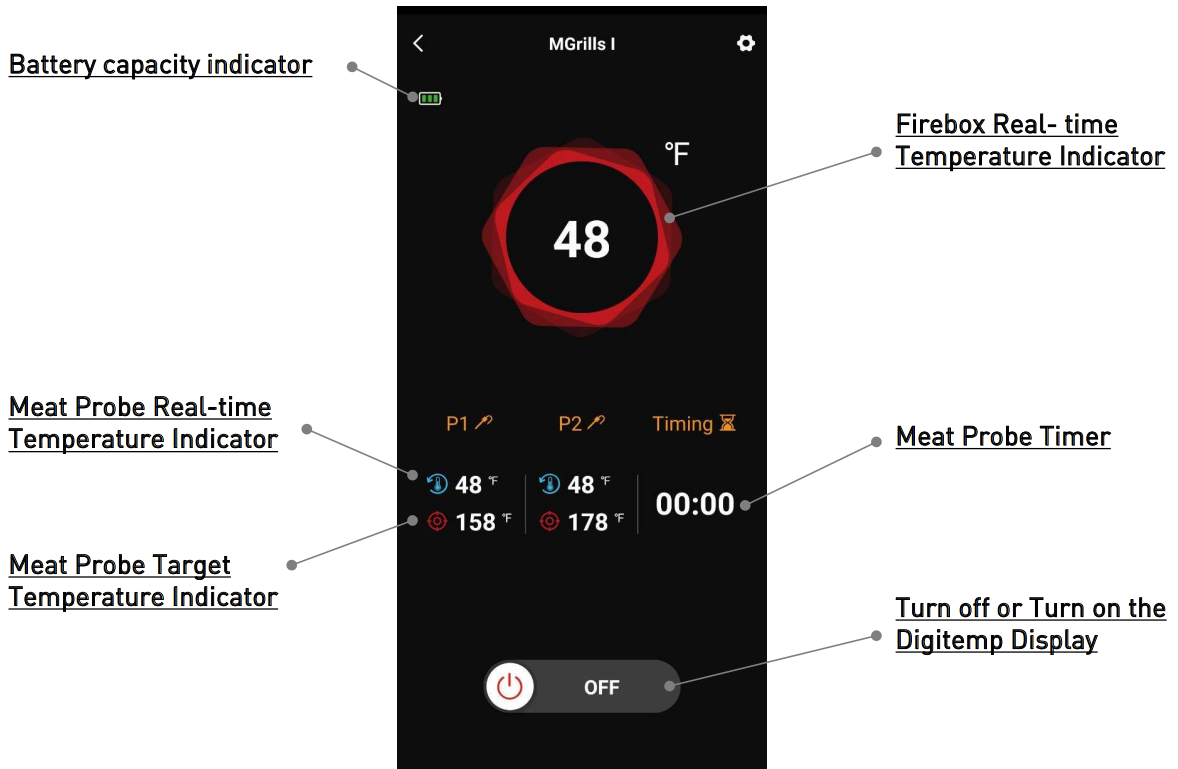 MGrills I
Battery capacity indicator
Firebox Real- time
Temperature Indicator
°F
48
Meat Probe Real-time
Temperature Indicator
P1
P2
Timing
Meat Probe Timer
48 °F
48 °F
00:00
158 °F
178 °F
Meat Probe Target
Temperature Indicator
Turn off or Turn on the
Digitemp Display
OFF